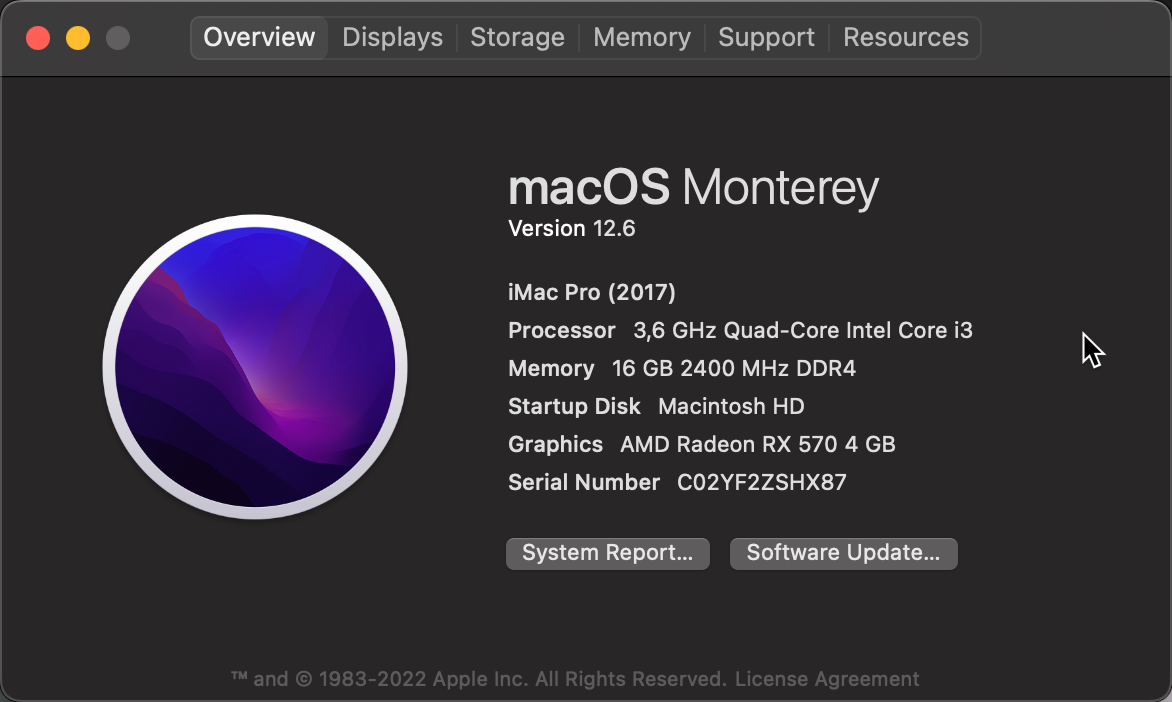 Overview Displays Storage Memory Support Resources
macOS Monterey
Version 12.6
iMac Pro (2017)
Processor 3,6 GHz Quad-Core Intel Core i3
Memory 16 GB 2400 MHz DDR4
Startup Disk Macintosh HD
Graphics AMD Radeon RX 570 4 GB
Serial Number C02YF2ZSHX87
System Report... Software Update...
™ and © 1983-2022 Apple Inc. All Rights Reserved. License Agreement